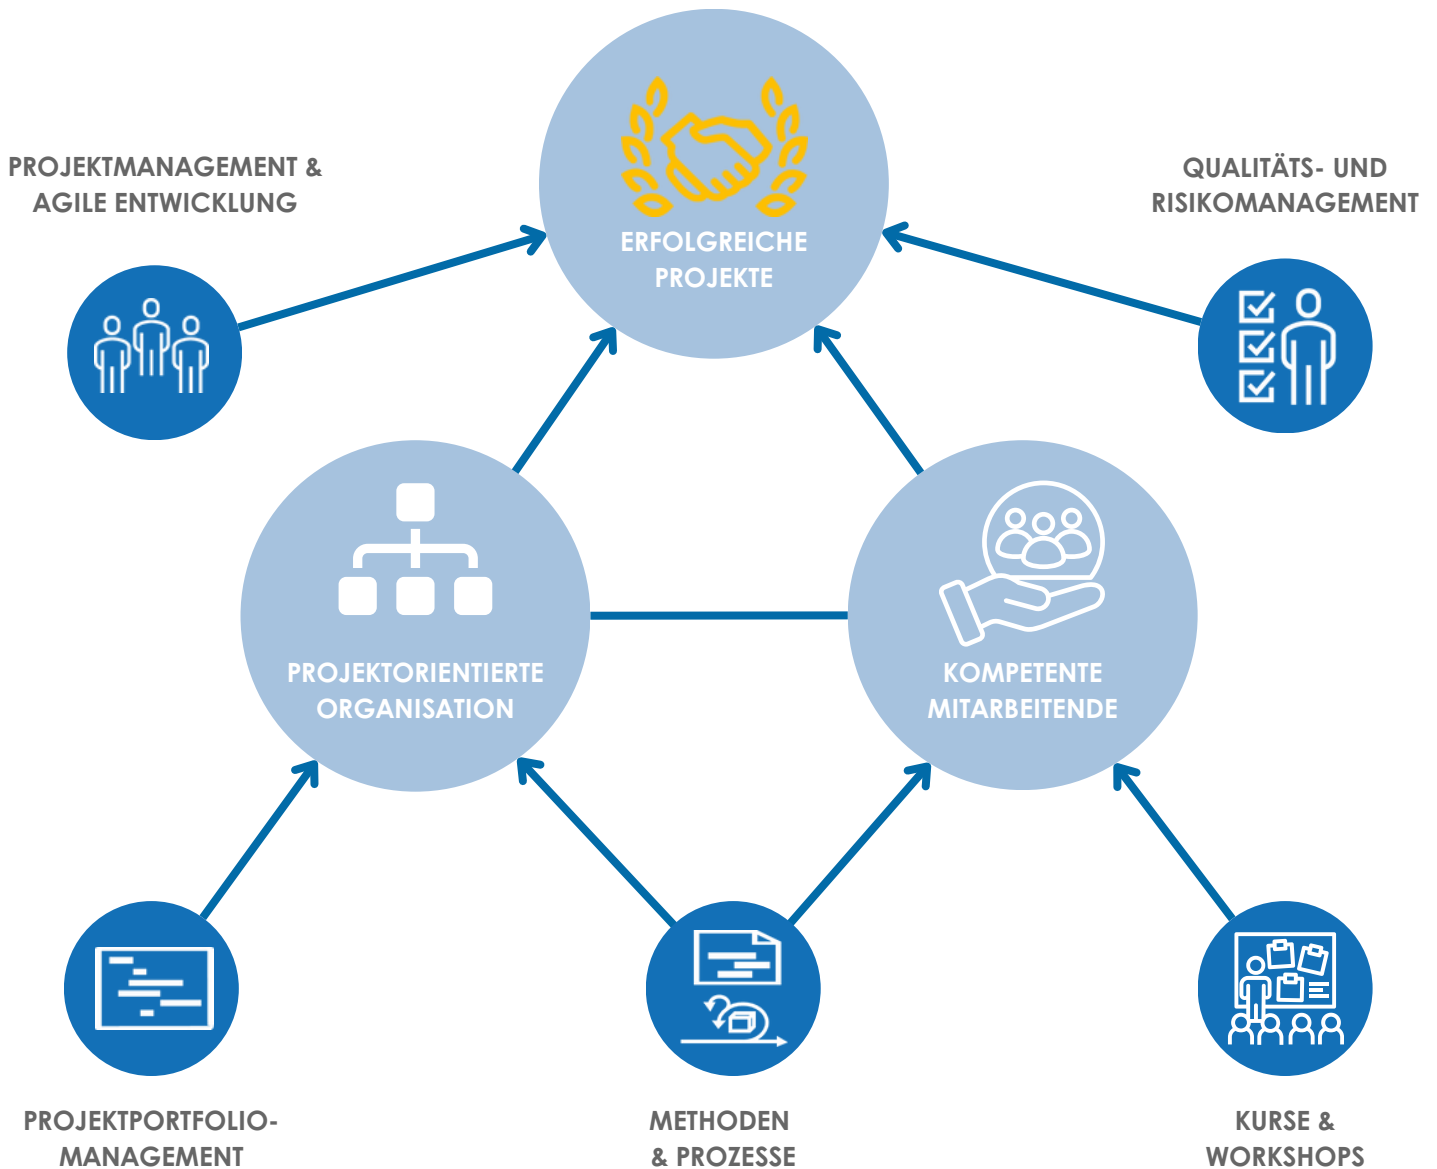 PROJEKTMANAGEMENT &
AGILE ENTWICKLUNG
QUALITÄTS- UND
RISIKOMANAGEMENT
ERFOLGREICHE
PROJEKTE
PROJEKTORIENTIERTE
ORGANISATION
KOMPETENTE
MITARBEITENDE
PROJEKTPORTFOLIO-
MANAGEMENT
METHODEN
& PROZESSE
KURSE &
WORKSHOPS